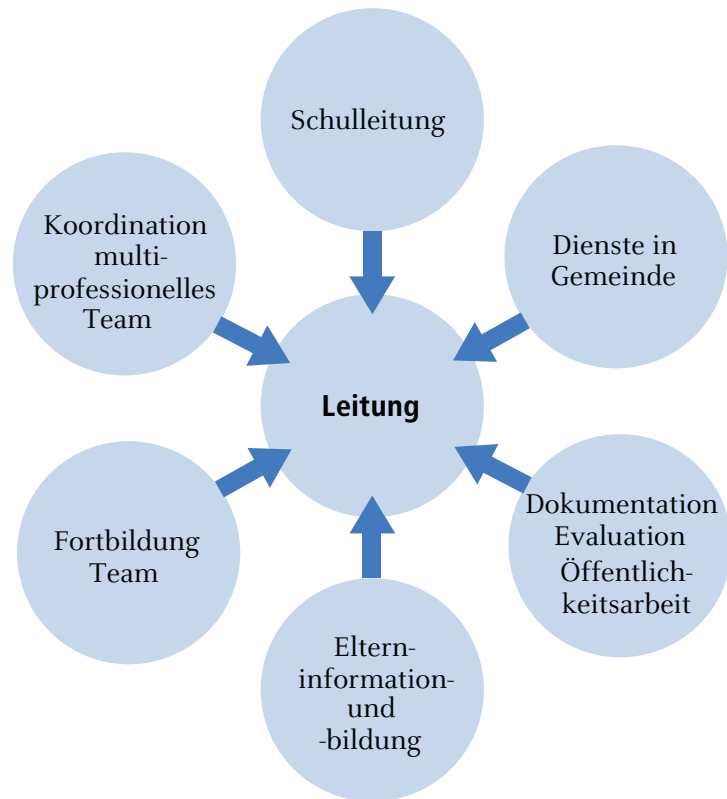 Schulleitung
Koordination
multi-
professionelles
Team
Dienste in
Gemeinde
Leitung
Fortbildung
Team
Dokumentation
Evaluation
Öffentlich-
keitsarbeit
Eltern-
information-
und
-bildung